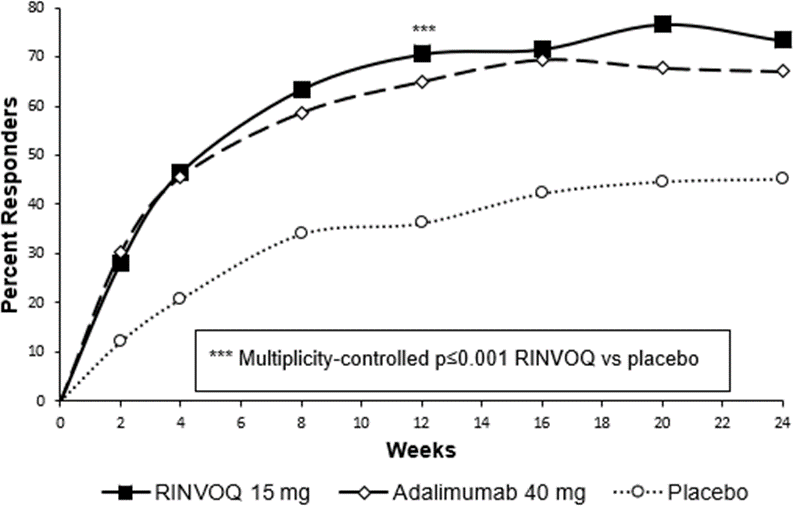 80
***
70
60
50
40
30
20
10
0
Percent Responders
*** Multiplicity-controlled p≤0.001 RINVOQ vs placebo
0 2 4 6 8 10 12 14 16 18 20 22 24
Weeks
RINVOQ 15 mg Adalimumab 40 mg Placebo